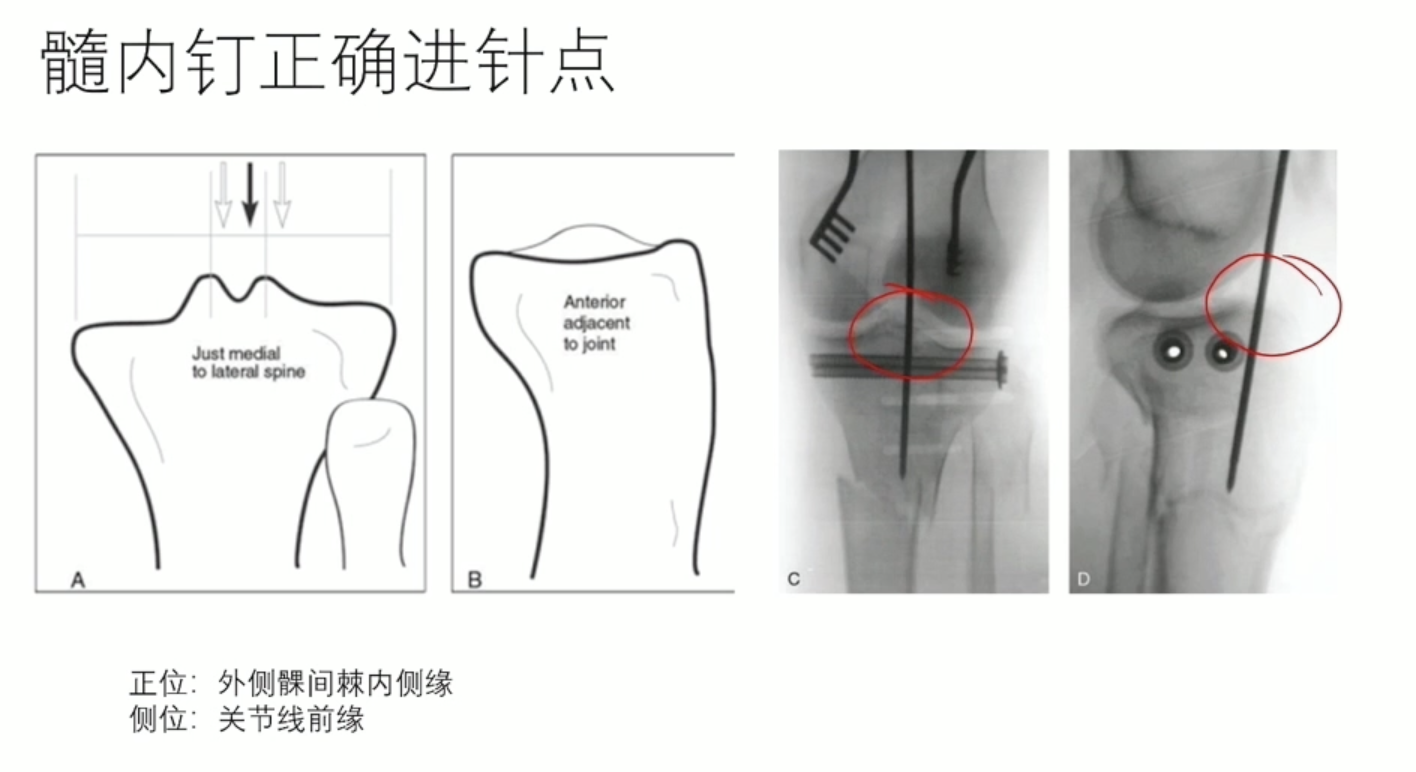 髓内钉正确进针点
Just medial
to lateral spine
A
Anterior
adjacent
to joint
B
C
D
正位：外侧髁间棘内侧缘
侧位：关节线前缘